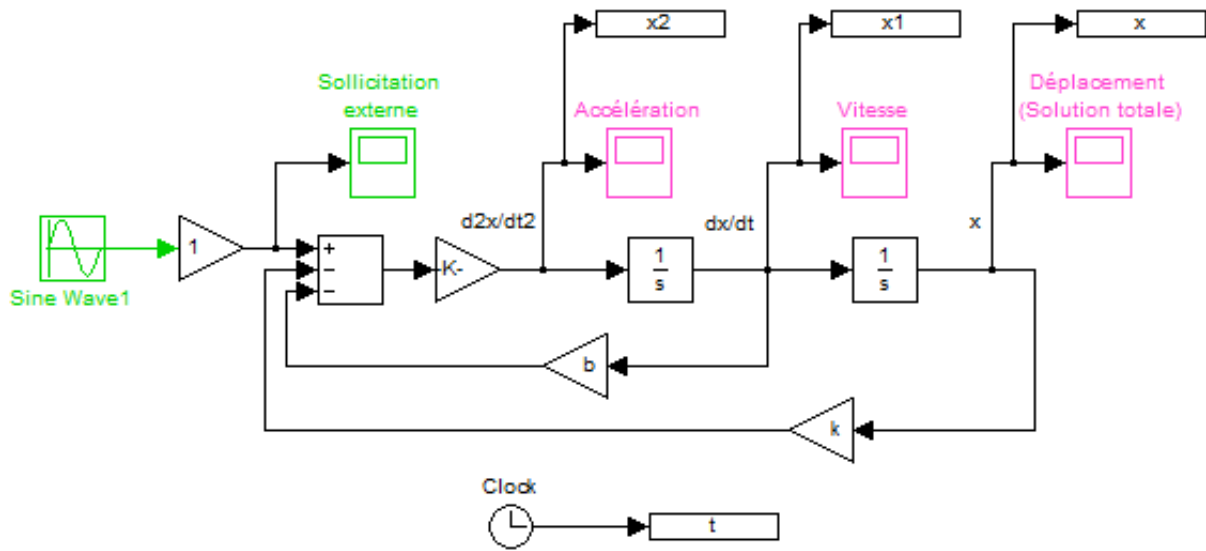 x2
x1
x
Sollicitation
externe
Accélération
Vitesse
Déplacement
(Solution totale)
d2x/dt2
dx/dt
x
1
+
−
−
K-
1
s
1
s
Sine Wave1
b
k
Clock
t